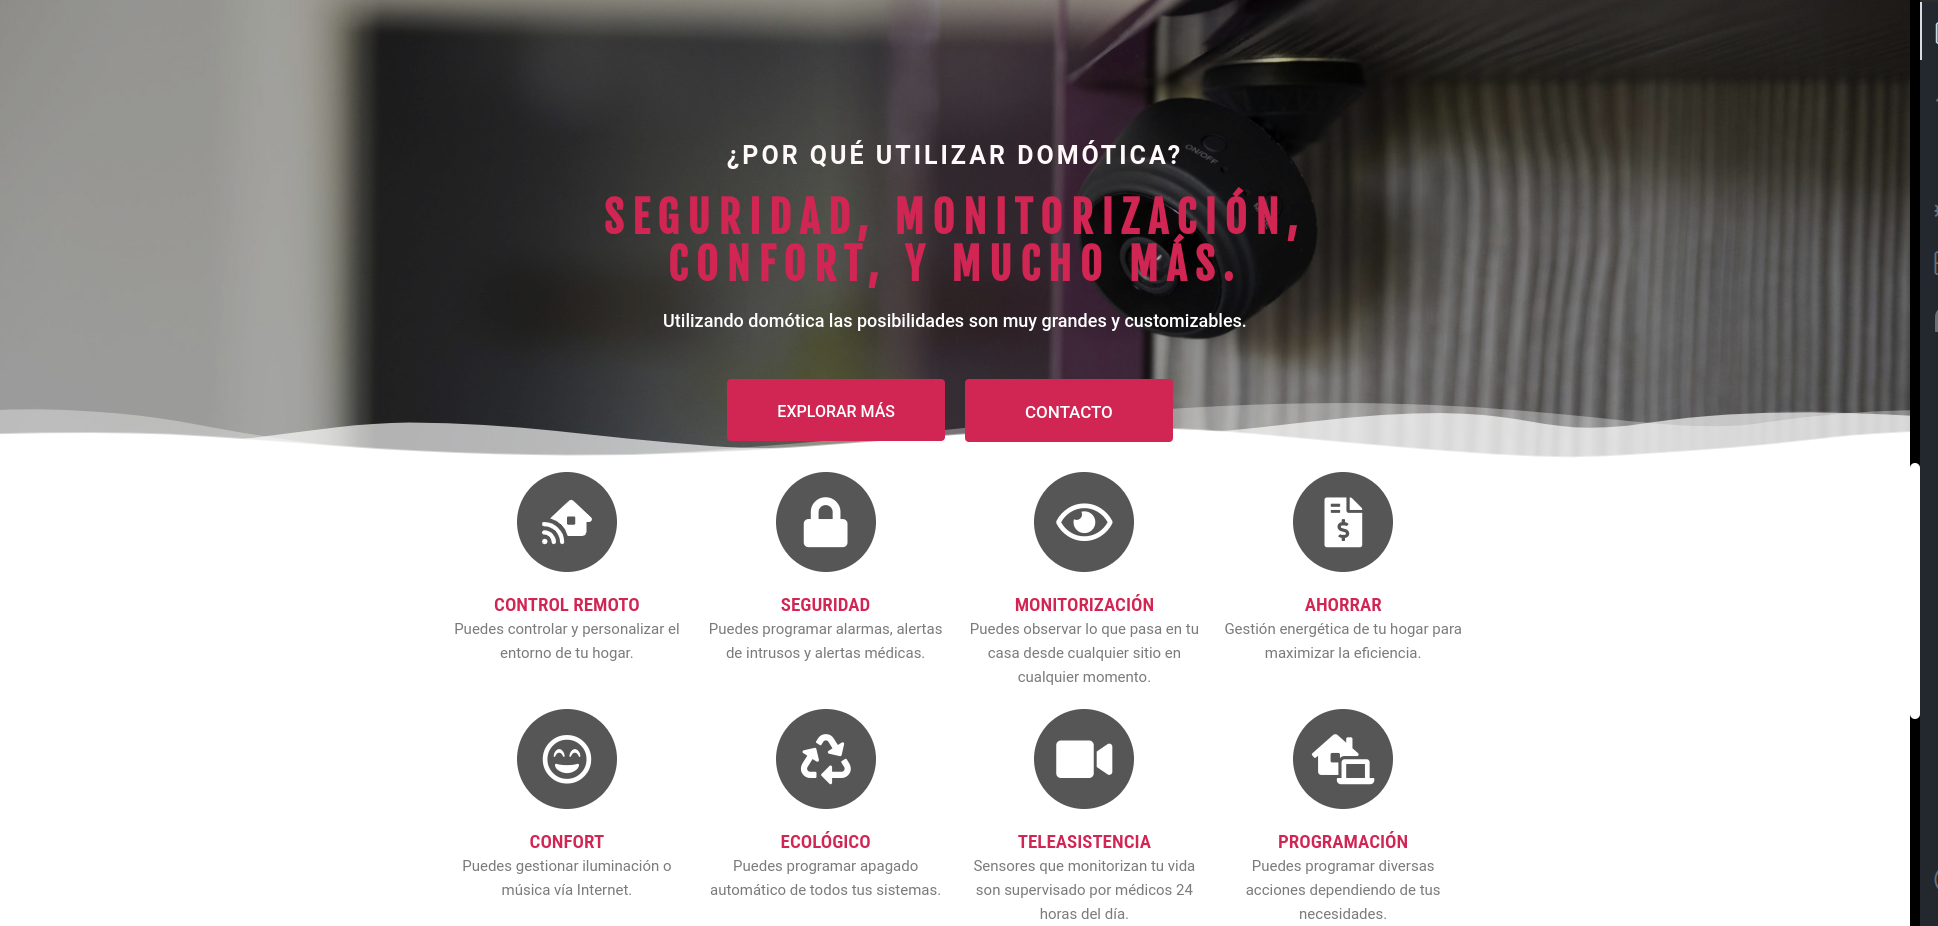 ¿POR QUÉ UTILIZAR DOMÓTICA?
SEGURIDAD, MONITORIZACIÓN,
CONFORT, Y MUCHO MÁS.
Utilizando domótica las posibilidades son muy grandes y customizables.
EXPLORAR MÁS
CONTACTO
ON/OFF
CONTROL REMOTO
Puedes controlar y personalizar el
entorno de tu hogar.
SEGURIDAD
Puedes programar alarmas, alertas
de intrusos y alertas médicas.
MONITORIZACIÓN
Puedes observar lo que pasa en tu
casa desde cualquier sitio en
cualquier momento.
AHORRAR
Gestión energética de tu hogar para
maximizar la eficiencia.
CONFORT
Puedes gestionar iluminación o
música vía Internet.
ECOLÓGICO
Puedes programar apagado
automático de todos tus sistemas.
TELEASISTENCIA
Sensores que monitorizan tu vida
son supervisado por médicos 24
horas del día.
PROGRAMACIÓN
Puedes programar diversas
acciones dependiendo de tus
necesidades.